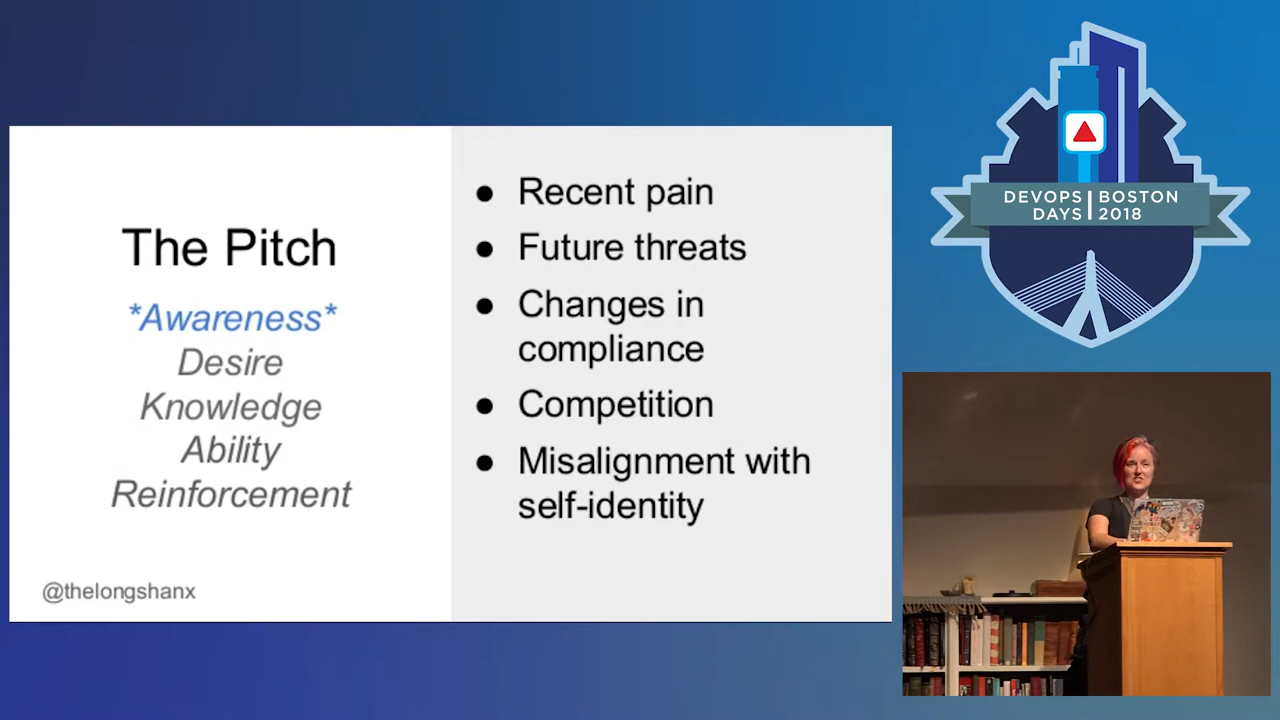 The Pitch
*Awareness*
Desire
Knowledge
Ability
Reinforcement
@thelongshanx
● Recent pain
● Future threats
● Changes in
compliance
● Competition
● Misalignment with
self-identity
DEVOPS BOSTON
DAYS 2018